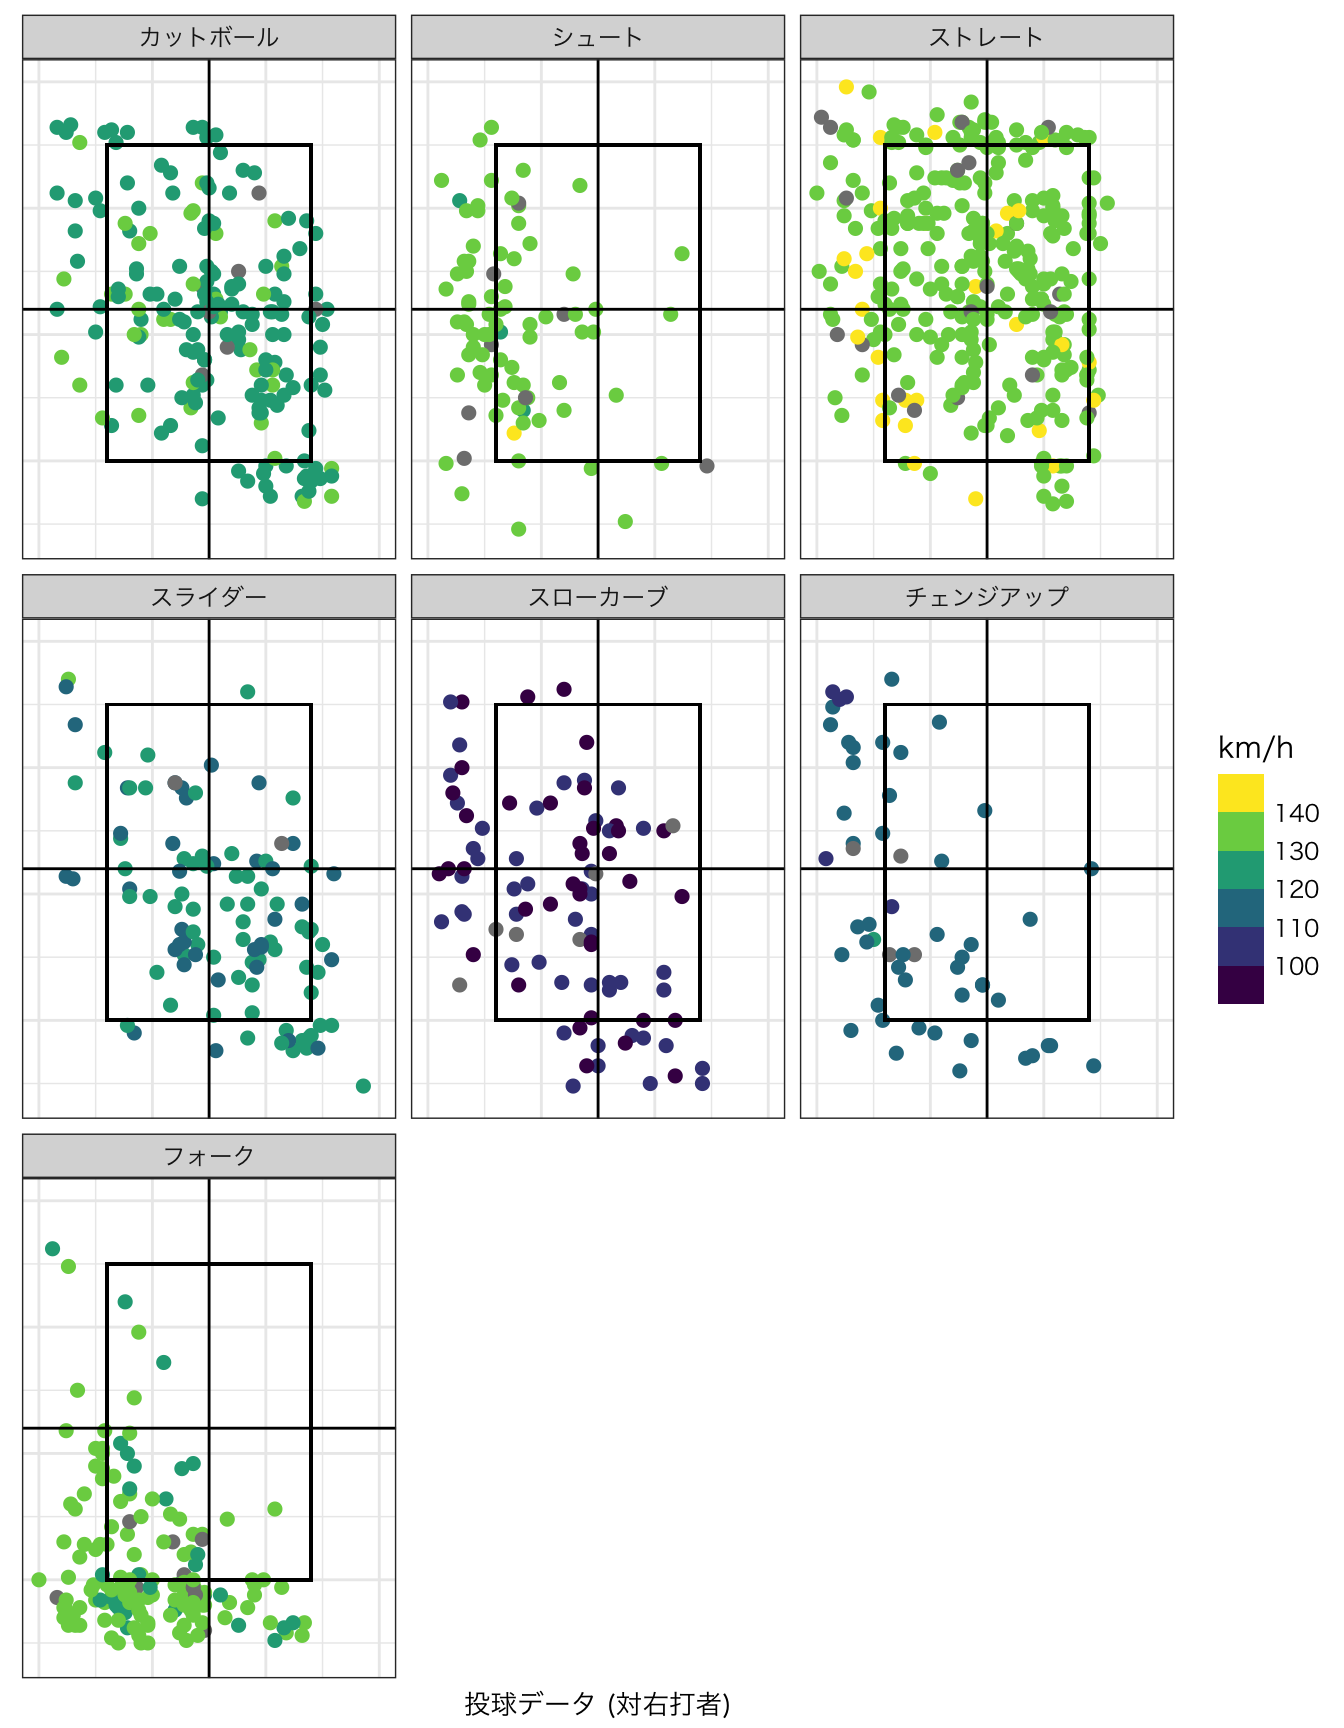 カットボール
シュート
ストレート
スライダー
スローカーブ
チェンジアップ
フォーク
km/h
140
130
120
110
100
投球データ (対右打者)